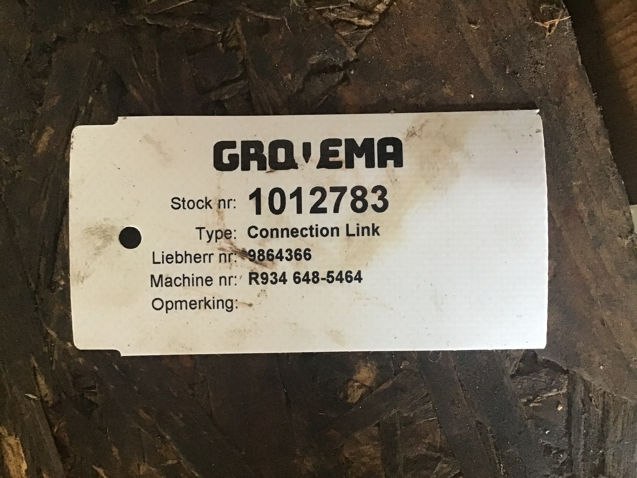 GROVEMA
Stock nr: 1012783
Type: Connection Link
Liebherr nr: 9864366
Machine nr: R934 648-5464
Opmerking: